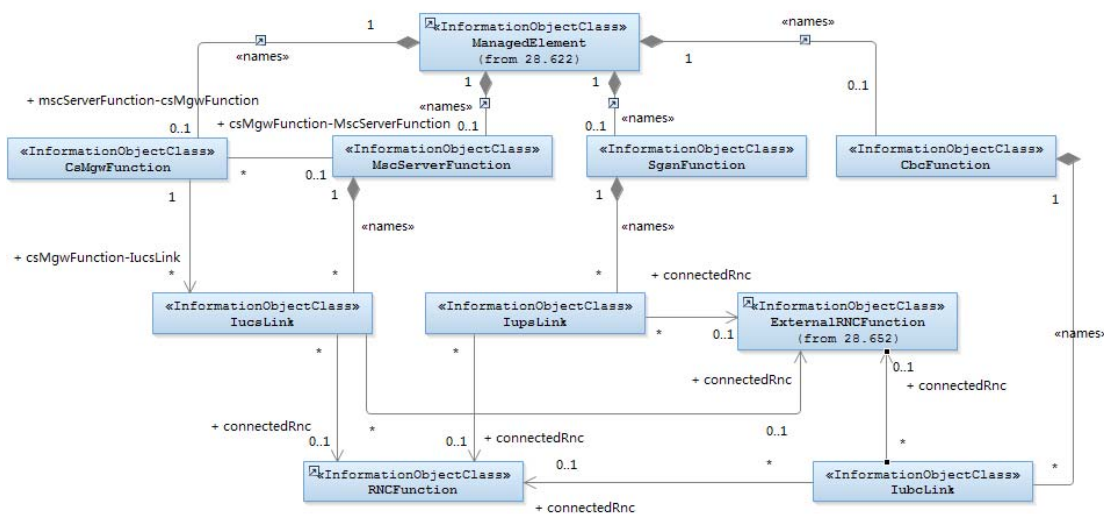 1
«InformationObjectClass»
ManagedElement
(from 28.622)
«names»
«names»
1
1
1
«names»
0..1
+ mscServerFunction-csMgwFunction
«names»
0..1
+ csMgwFunction-MscServerFunction
0..1
0..1
«InformationObjectClass»
CsMgwFunction
«InformationObjectClass»
MscServerFunction
«InformationObjectClass»
SgsnFunction
«InformationObjectClass»
CbcFunction
*
0..1
1
1
1
1
«names»
«names»
+ csMgwFunction-IucsLink
*
*
*
+ connectedRnc
«InformationObjectClass»
IucsLink
«InformationObjectClass»
IupsLink
«InformationObjectClass»
ExternalRNCFunction
(from 28.652)
«names»
*
*
*
0..1
0..1
+ connectedRnc
+ connectedRnc
+ connectedRnc
*
0..1
0..1
+ connectedRnc
0..1
*
0..1
*
*
«InformationObjectClass»
RNCFunction
«InformationObjectClass»
IubcLink
+ connectedRnc